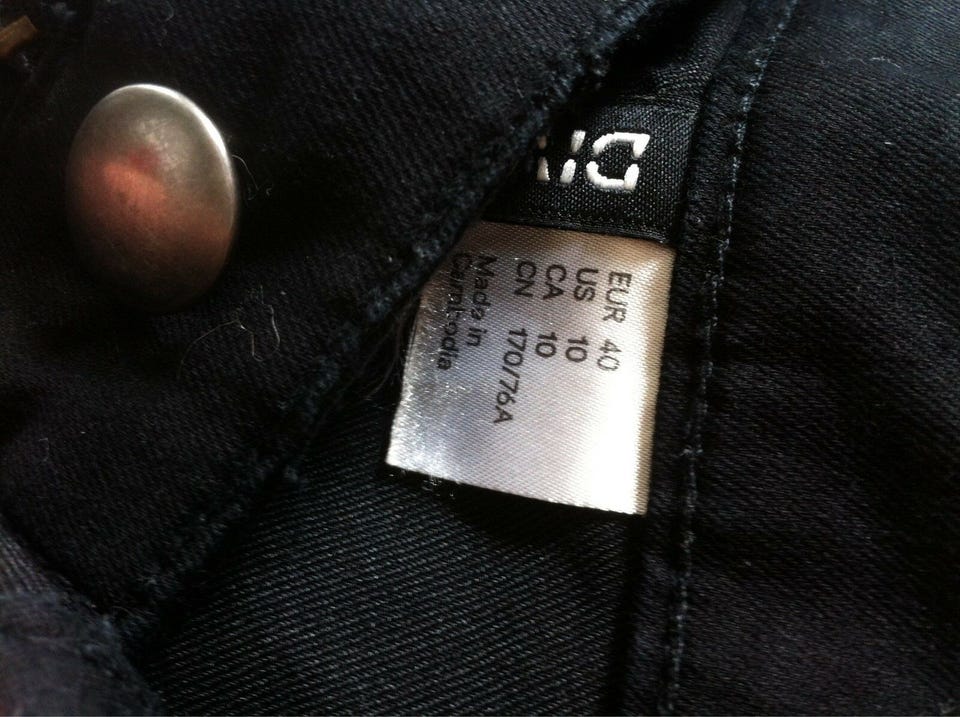 EUR 40
US 10
CA 10
CN 170/76A
Made in
Cambodia